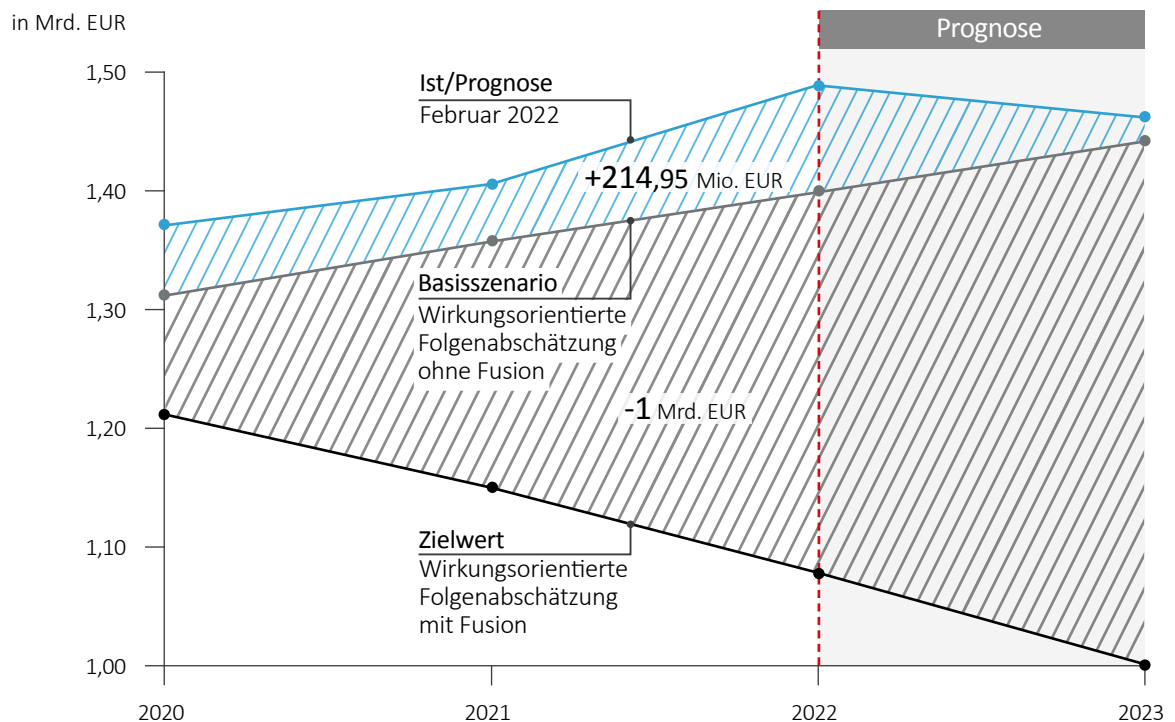 in Mrd. EUR
Prognose
1,50
Ist/Prognose
Februar 2022
+214,95 Mio. EUR
1,40
Basisszenario
Wirkungsorientierte
Folgenabschätzung
ohne Fusion
1,30
-1 Mrd. EUR
1,20
Zielwert
Wirkungsorientierte
Folgenabschätzung
mit Fusion
1,10
1,00
2020 2021 2022 2023